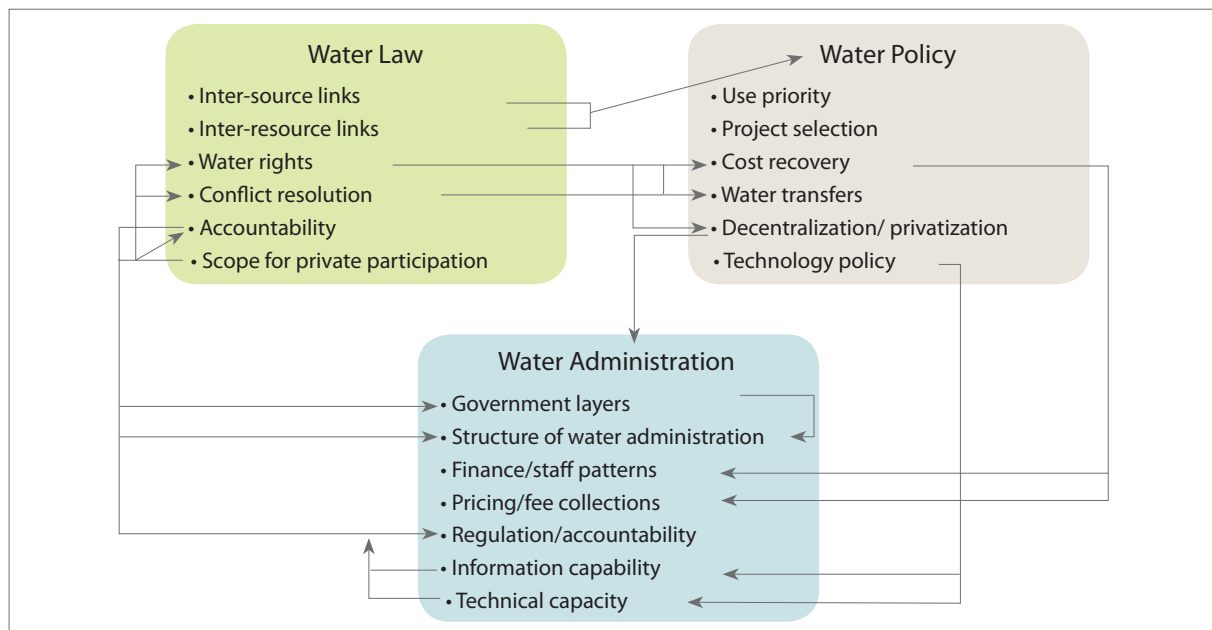 Water Law
• Inter-source links
• Inter-resource links
• Water rights
• Conflict resolution
• Accountability
• Scope for private participation
Water Policy
• Use priority
• Project selection
• Cost recovery
• Water transfers
• Decentralization/ privatization
• Technology policy
Water Administration
• Government layers
• Structure of water administration
• Finance/staff patterns
• Pricing/fee collections
• Regulation/accountability
• Information capability
• Technical capacity